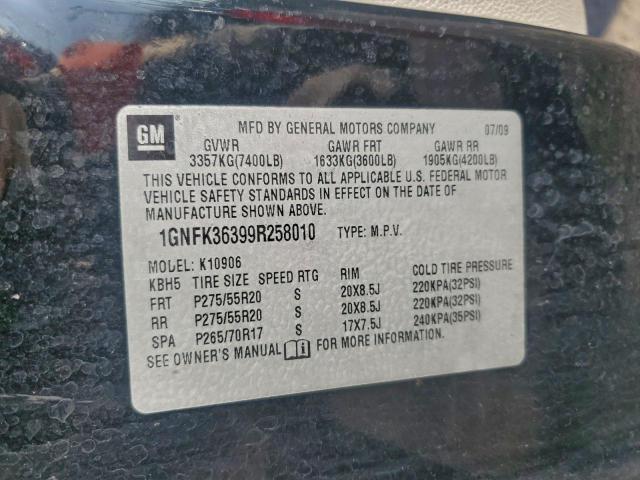 GM
MFD BY GENERAL MOTORS COMPANY 07/09
GVWR GAWR FRT GAWR RR
3357KG(7400LB) 1633KG(3600LB) 1905KG(4200LB)
THIS VEHICLE CONFORMS TO ALL APPLICABLE U.S. FEDERAL MOTOR
VEHICLE SAFETY STANDARDS IN EFFECT ON THE DATE OF
MANUFACTURE SHOWN ABOVE.
1GNFK36399R258010 TYPE: M.P.V.
MODEL: K10906
KBH5 TIRE SIZE SPEED RTG RIM COLD TIRE PRESSURE
FRT P275/55R20 S 20X8.5J 220KPA(32PSI)
RR P275/55R20 S 20X8.5J 220KPA(32PSI)
SPA P265/70R17 S 17X7.5J 240KPA(35PSI)
SEE OWNER'S MANUAL FOR MORE INFORMATION.